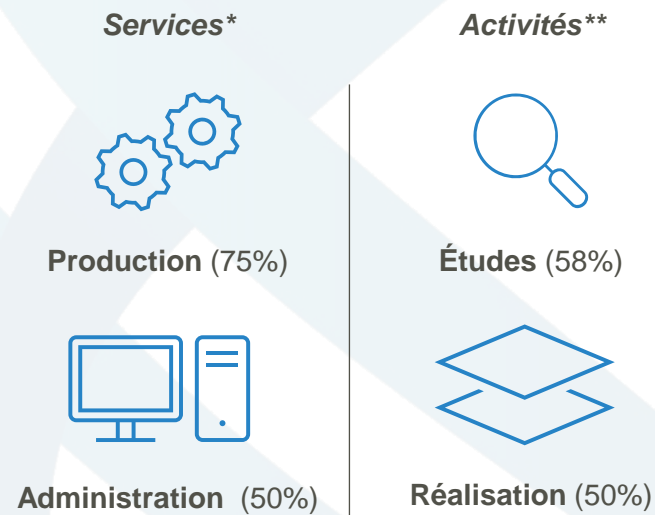 Services*
Activités**
Production (75%)
Études (58%)
Administration (50%)
Réalisation (50%)